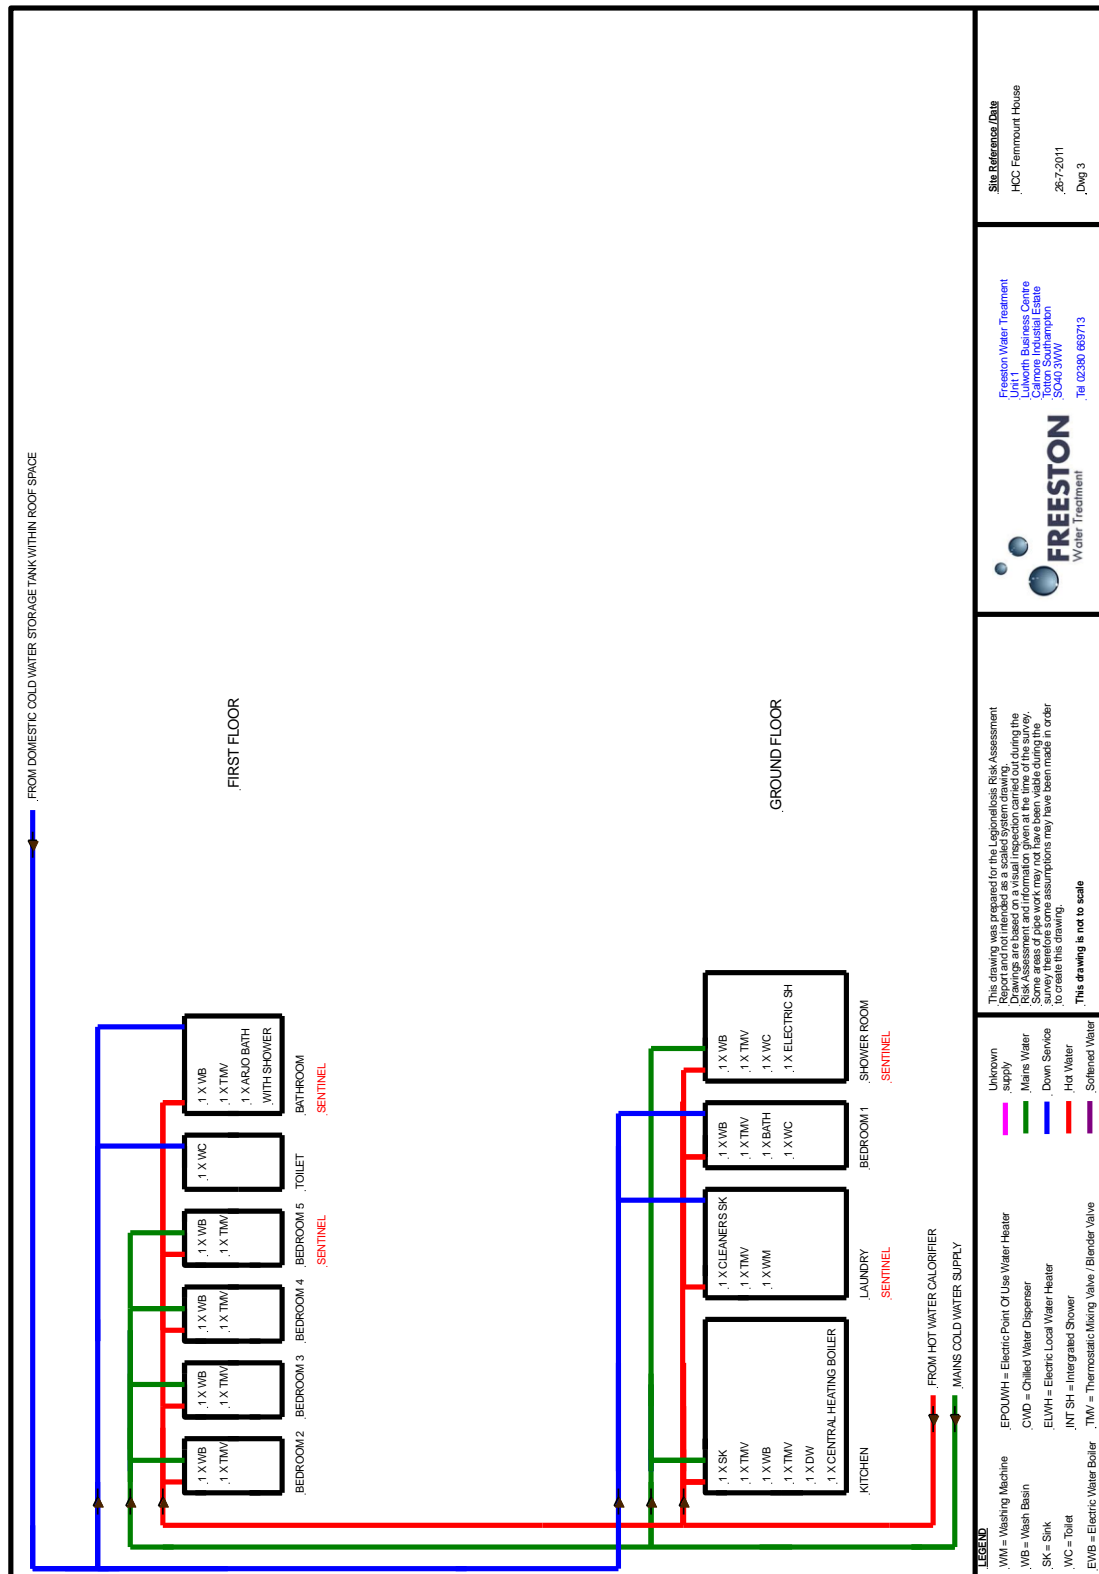 FROM DOMESTIC COLD WATER STORAGE TANK WITHIN ROOF SPACE
FIRST FLOOR
1 X WB
1 X TMV
BEDROOM 2
1 X WB
1 X TMV
BEDROOM 3
1 X WB
1 X TMV
BEDROOM 4
1 X WB
1 X TMV
BEDROOM 5
SENTINEL
1 X WC
TOILET
1 X WB
1 X TMV
1 X ARJO BATH
WITH SHOWER
BATHROOM
SENTINEL
GROUND FLOOR
1 X SK
1 X TMV
1 X WB
1 X TMV
1 X DW
1 X CENTRAL HEATING BOILER
KITCHEN
1 X CLEANERS SK
1 X TMV
1 X WM
LAUNDRY
SENTINEL
1 X WB
1 X TMV
1 X BATH
1 X WC
BEDROOM 1
1 X WB
1 X TMV
1 X WC
1 X ELECTRIC SH
SHOWER ROOM
SENTINEL
FROM HOT WATER CALORIFIER
MAINS COLD WATER SUPPLY
LEGEND
WM = Washing Machine
WB = Wash Basin
SK = Sink
WC = Toilet
EWB = Electric Water Boiler
EPOUWH = Electric Point Of Use Water Heater
CWD = Chilled Water Dispenser
ELWH = Electric Local Water Heater
INT SH = Intergrated Shower
TMV = Thermostatic Mixing Valve / Blender Valve
Unknown
supply
Mains Water
Down Service
Hot Water
Softened Water
This drawing was prepared for the Legionellosis Risk Assessment
Report and not intended as a scaled system drawing.
Drawings are based on a visual inspection carried out during the
Risk Assessment and information given at the time of the survey.
Some areas of pipe work may not have been viable during the
survey therefore some assumptions may have been made in order
to create this drawing.
This drawing is not to scale
FREESTON
Water Treatment
Freeston Water Treatment
Unit 1
Lulworth Business Centre
Calmore Industial Estate
Totton Southampton
SO40 3WW
Tel 02380 669713
Site Reference /Date
HCC Fernmount House
26-7-2011
Dwg 3